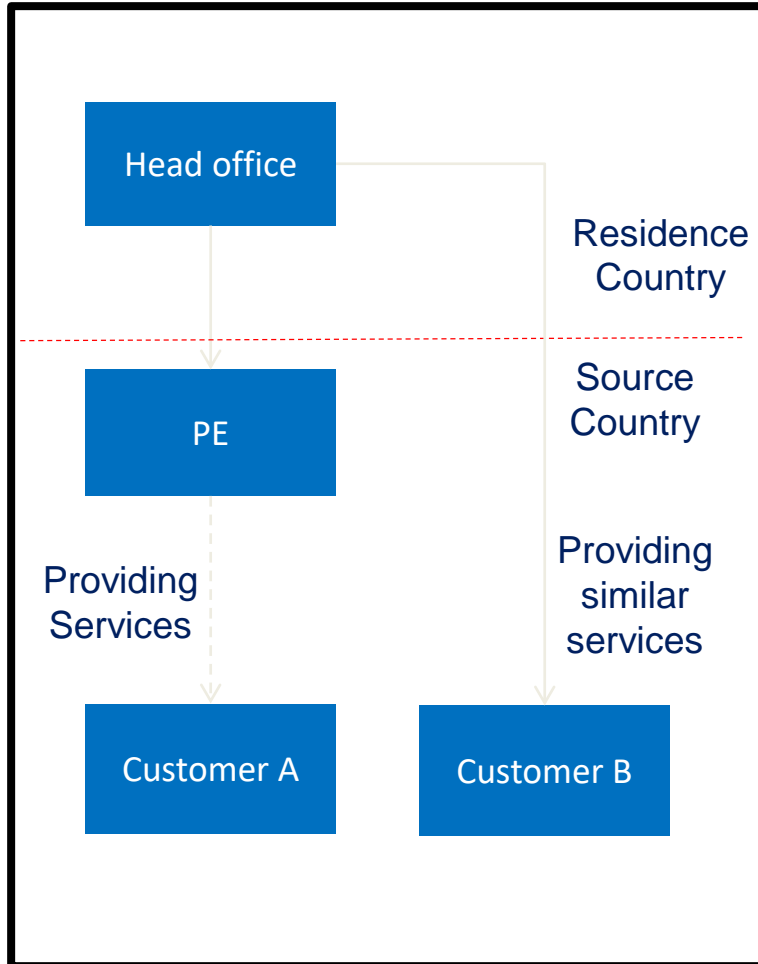 Head office
Residence
Country
Source
Country
PE
Providing
Services
Providing
similar
services
Customer A
Customer B